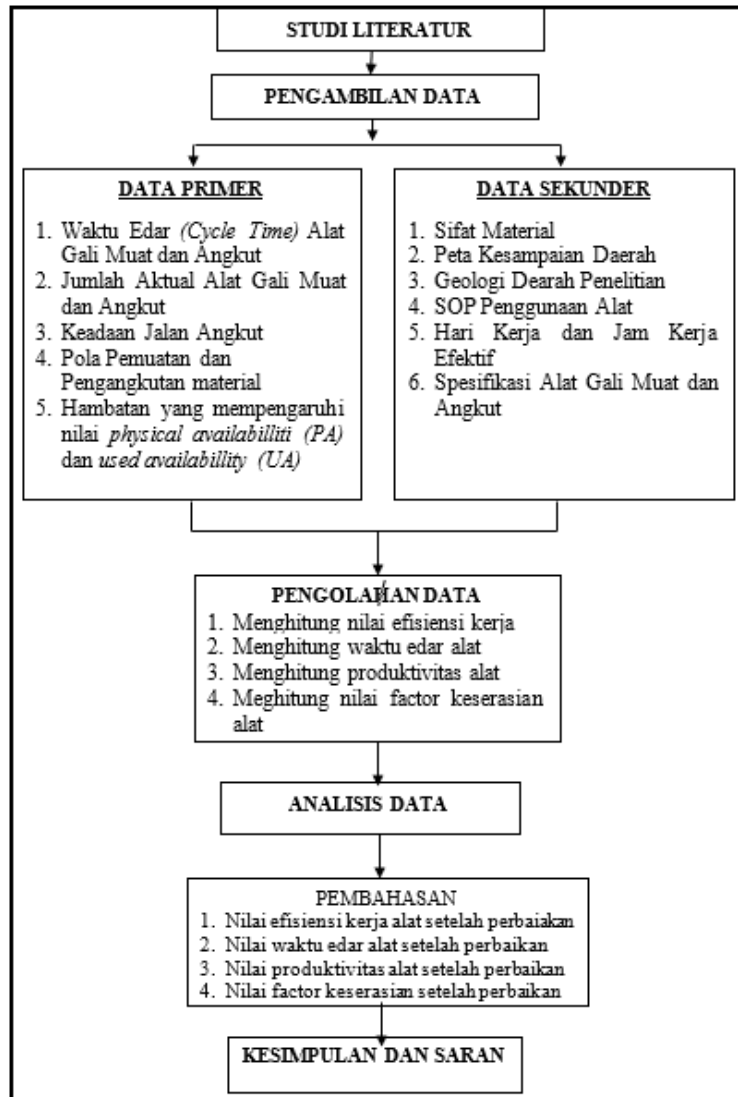 STUDI LITERATUR
PENGAMBILAN DATA
DATA PRIMER
1. Waktu Edar (Cycle Time) Alat
Gali Muat dan Angkut
2. Jumlah Aktual Alat Gali Muat
dan Angkut
3. Keadaan Jalan Angkut
4. Pola Pemuatan dan
Pengangkutan material
5. Hambatan yang mempengaruhi
nilai physical availabilliti (PA)
dan used availabillity (UA)
DATA SEKUNDER
1. Sifat Material
2. Peta Kesampaian Daerah
3. Geologi Dearah Penelitian
4. SOP Penggunaan Alat
5. Hari Kerja dan Jam Kerja
Efektif
6. Spesifikasi Alat Gali Muat dan
Angkut
PENGOLAHAN DATA
1. Menghitung nilai efisiensi kerja
2. Menghitung waktu edar alat
3. Menghitung produktivitas alat
4. Meghitung nilai factor keserasian
alat
ANALISIS DATA
PEMBAHASAN
1. Nilai efisiensi kerja alat setelah perbaiakan
2. Nilai waktu edar alat setelah perbaikan
3. Nilai produktivitas alat setelah perbaikan
4. Nilai factor keserasian setelah perbaikan
KESIMPULAN DAN SARAN